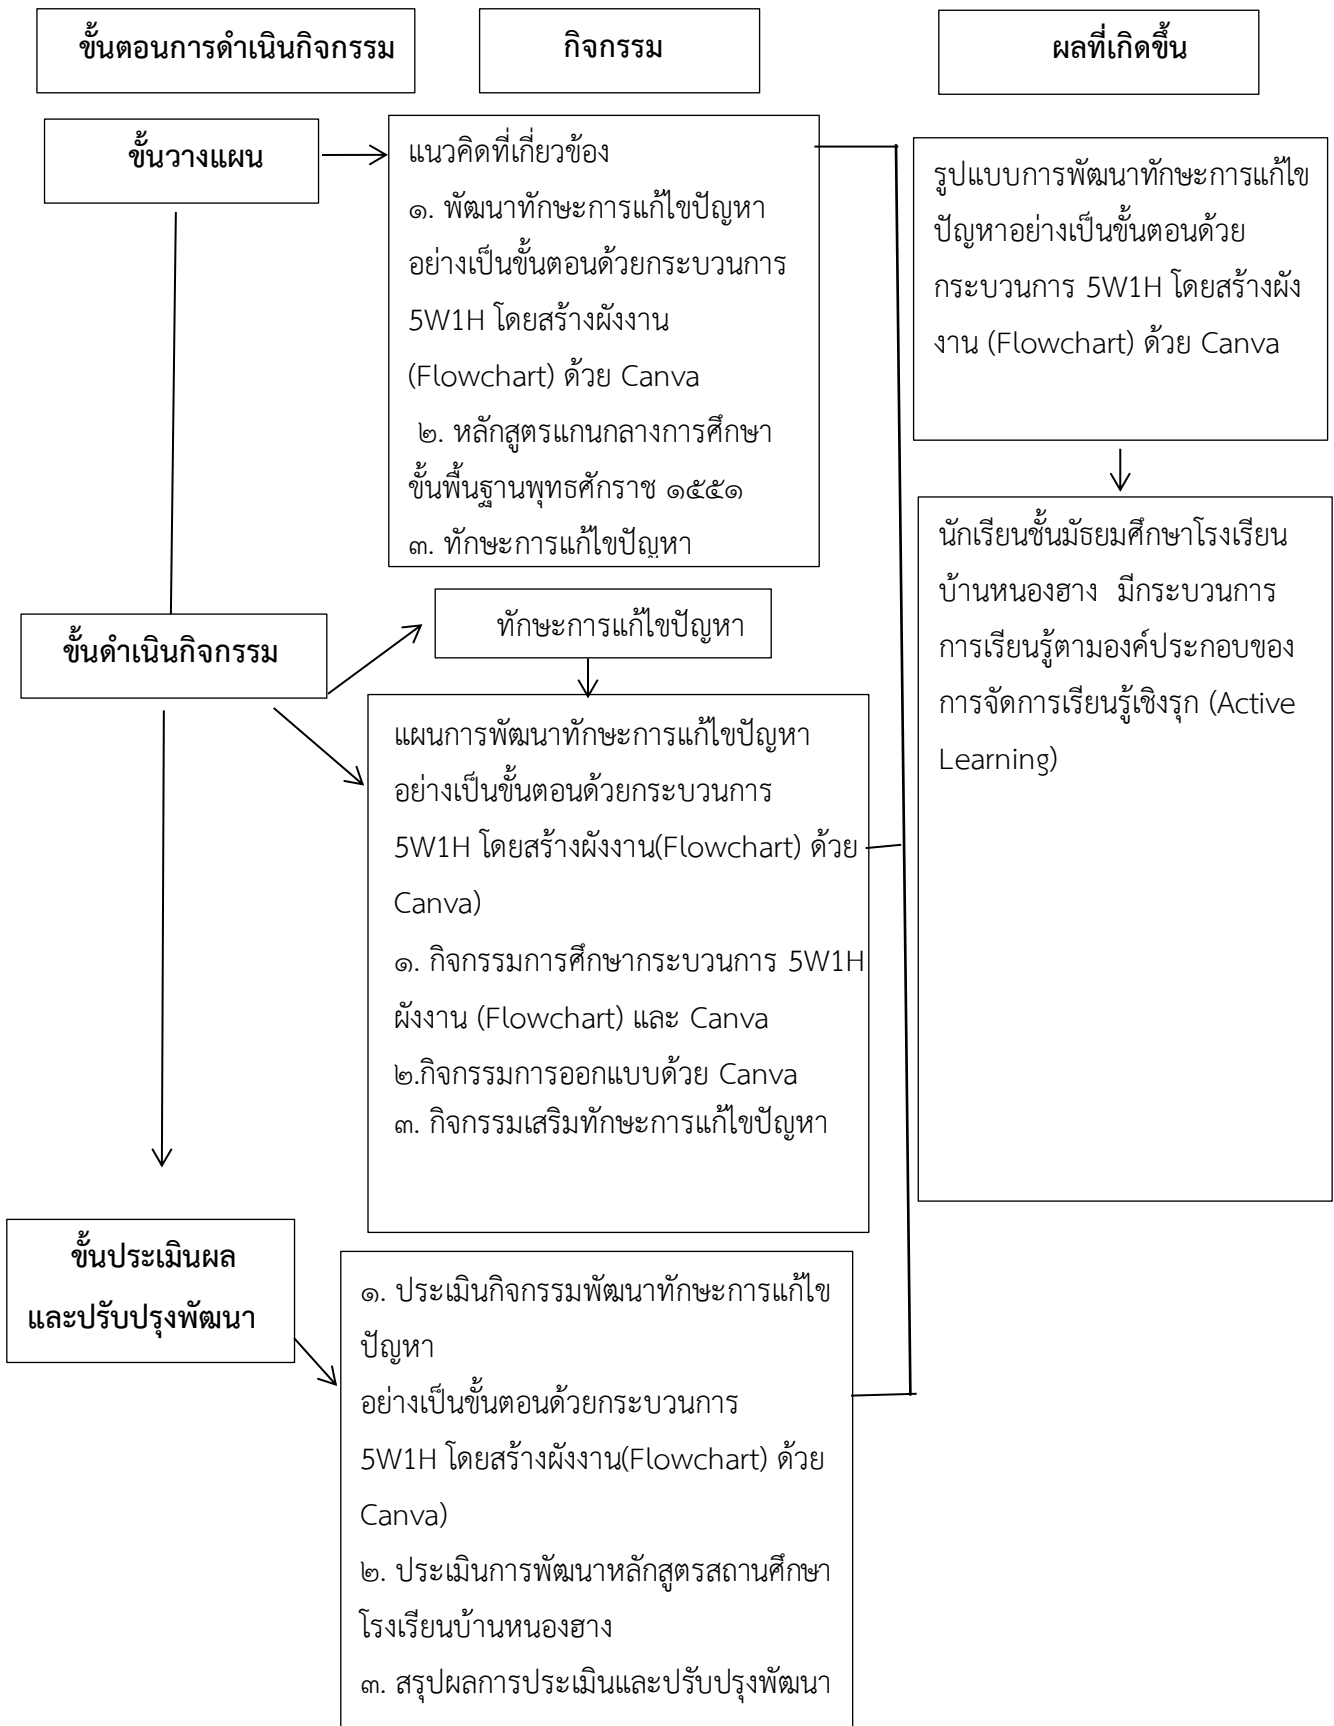 ขั้นตอนการดำเนินกิจกรรม
กิจกรรม
ผลที่เกิดขึ้น
ขั้นวางแผน
แนวคิดที่เกี่ยวข้อง
๑. พัฒนาทักษะการแก้ไขปัญหา
อย่างเป็นขั้นตอนด้วยกระบวนการ
5W1H โดยสร้างผังงาน
(Flowchart) ด้วย Canva
๒. หลักสูตรแกนกลางการศึกษา
ขั้นพื้นฐานพุทธศักราช ๑๕๕๑
๓. ทักษะการแก้ไขปัญหา
รูปแบบการพัฒนาทักษะการแก้ไข
ปัญหาอย่างเป็นขั้นตอนด้วย
กระบวนการ 5W1H โดยสร้างผัง
งาน (Flowchart) ด้วย Canva
นักเรียนชั้นมัธยมศึกษาโรงเรียน
บ้านหนองฮาง มีกระบวนการ
การเรียนรู้ตามองค์ประกอบของ
การจัดการเรียนรู้เชิงรุก (Active
Learning)
ขั้นดำเนินกิจกรรม
ทักษะการแก้ไขปัญหา
แผนการพัฒนาทักษะการแก้ไขปัญหา
อย่างเป็นขั้นตอนด้วยกระบวนการ
5W1H โดยสร้างผังงาน(Flowchart) ด้วย
Canva)
๑. กิจกรรมการศึกษากระบวนการ 5W1H
ผังงาน (Flowchart) และ Canva
๒.กิจกรรมการออกแบบด้วย Canva
๓. กิจกรรมเสริมทักษะการแก้ไขปัญหา
ขั้นประเมินผล
และปรับปรุงพัฒนา
๑. ประเมินกิจกรรมพัฒนาทักษะการแก้ไข
ปัญหา
อย่างเป็นขั้นตอนด้วยกระบวนการ
5W1H โดยสร้างผังงาน(Flowchart) ด้วย
Canva)
๒. ประเมินการพัฒนาหลักสูตรสถานศึกษา
โรงเรียนบ้านหนองฮาง
๓. สรุปผลการประเมินและปรับปรุงพัฒนา